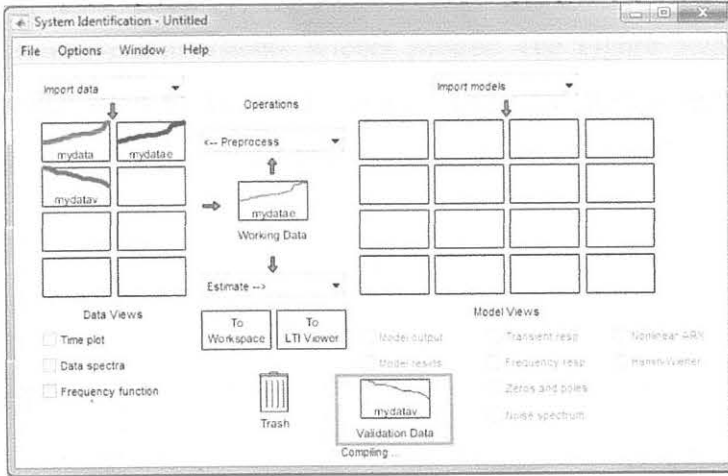 System Identification - Untitled
File Options Window Help
Import data
Import models
Operations
<-- Preprocess
mydata
mydatae
mydatav
mydatae
Working Data
Estimate -->
Data Views
Time plot
Data spectra
Frequency function
To Workspace
To LTI Viewer
Trash
Model Views
Model output
Transient resp
Nonlinear ARX
Model resids
Frequency resp
Hamm-Wiener
Zeros and poles
Noise spectrum
mydatav
Validation Data
Compiling ...